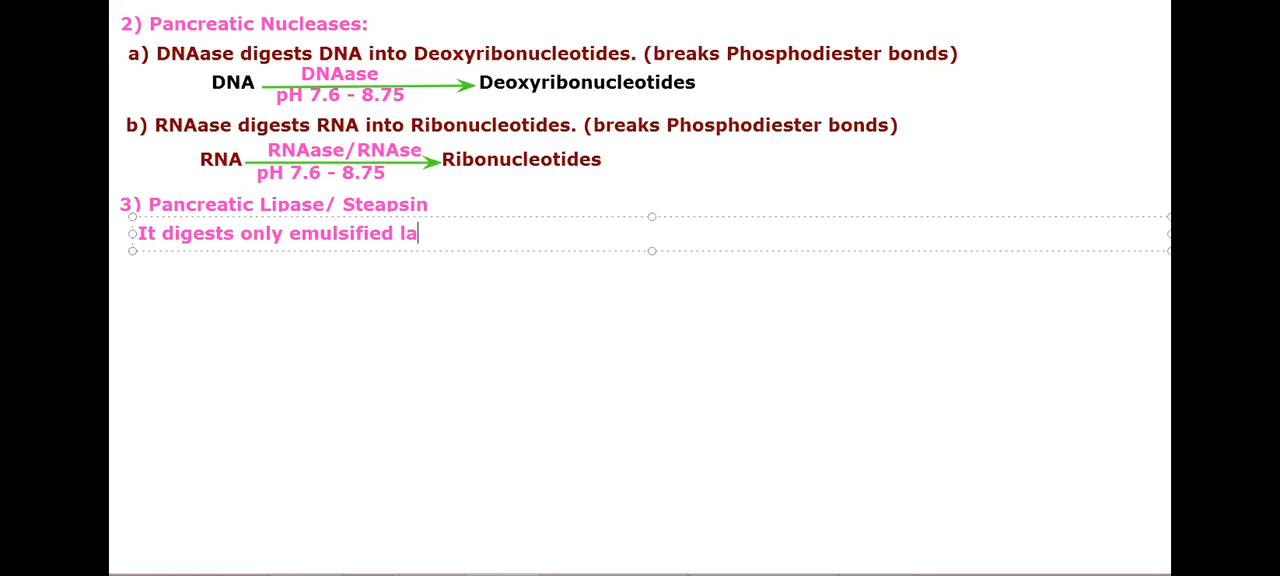 2) Pancreatic Nucleases:
a) DNAase digests DNA into Deoxyribonucleotides. (breaks Phosphodiester bonds)
DNAase
DNA Deoxyribonucleotides
pH 7.6 - 8.75
b) RNAase digests RNA into Ribonucleotides. (breaks Phosphodiester bonds)
RNAase/RNAse
RNA Ribonucleotides
pH 7.6 - 8.75
3) Pancreatic Lipase/ Steapsin
It digests only emulsified la